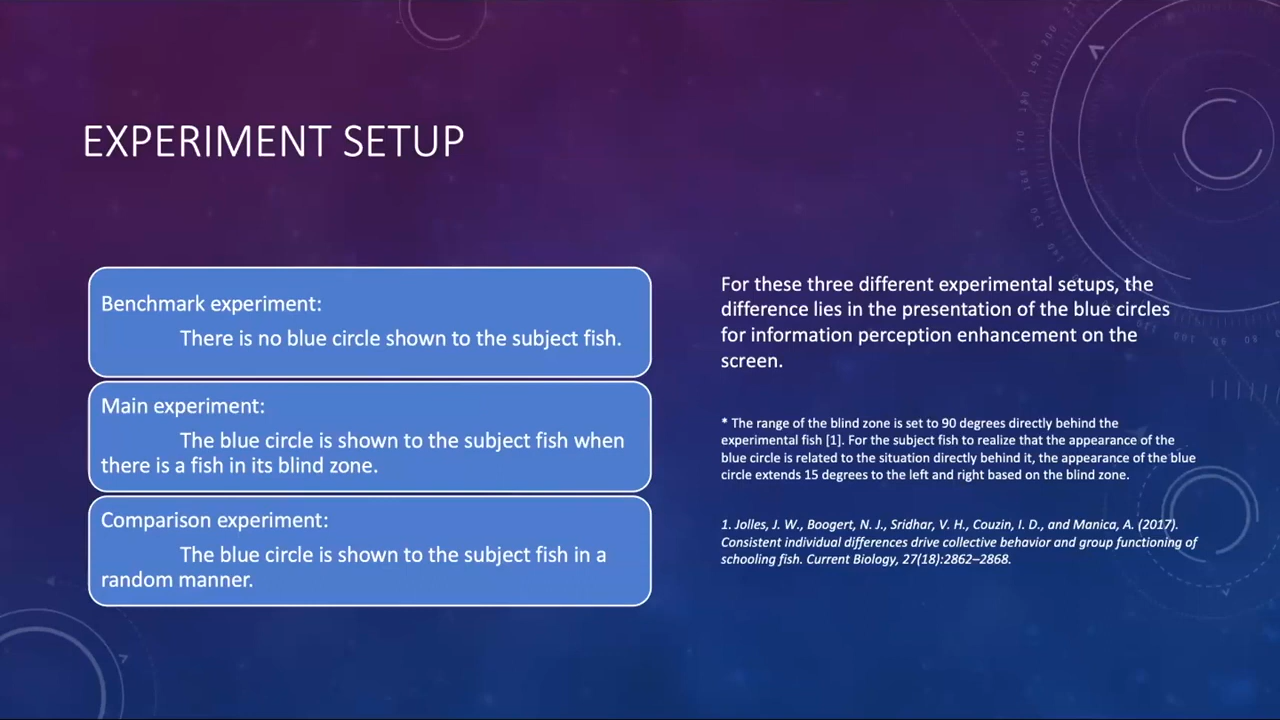 EXPERIMENT SETUP
Benchmark experiment:
There is no blue circle shown to the subject fish.
Main experiment:
The blue circle is shown to the subject fish when
there is a fish in its blind zone.
Comparison experiment:
The blue circle is shown to the subject fish in a
random manner.
For these three different experimental setups, the
difference lies in the presentation of the blue circles
for information perception enhancement on the
screen.
* The range of the blind zone is set to 90 degrees directly behind the
experimental fish [1]. For the subject fish to realize that the appearance of the
blue circle is related to the situation directly behind it, the appearance of the blue
circle extends 15 degrees to the left and right based on the blind zone.
1. Jolles, J. W., Boogert, N. J., Sridhar, V. H., Couzin, I. D., and Manica, A. (2017).
Consistent individual differences drive collective behavior and group functioning of
schooling fish. Current Biology, 27(18):2862–2868.